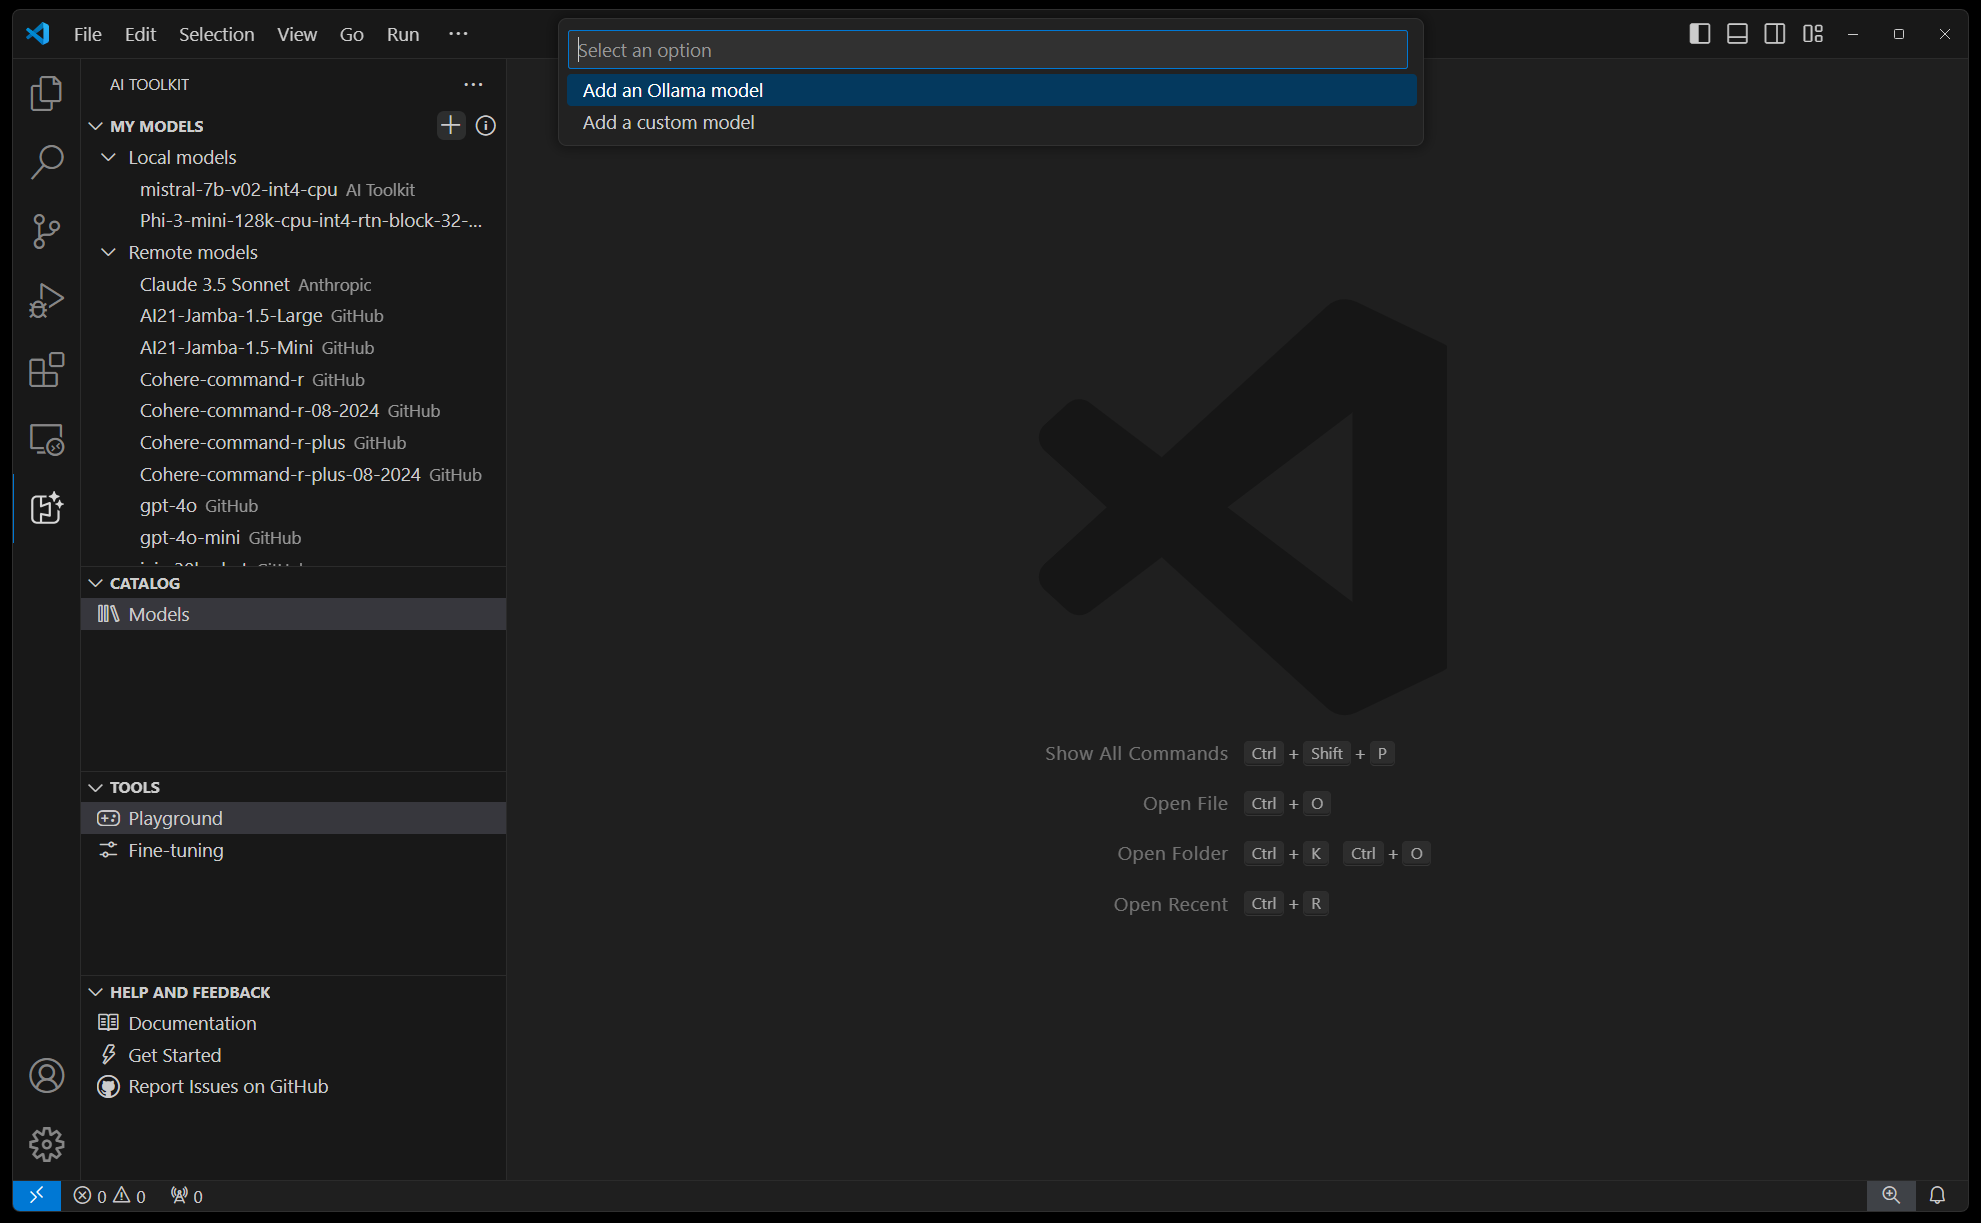 File Edit Selection View Go Run ···
Select an option
Add an Ollama model
Add a custom model
AI TOOLKIT ···
MY MODELS
Local models
mistral-7b-v02-int4-cpu AI Toolkit
Phi-3-mini-128k-cpu-int4-rtn-block-32-...
Remote models
Claude 3.5 Sonnet Anthropic
AI21-Jamba-1.5-Large GitHub
AI21-Jamba-1.5-Mini GitHub
Cohere-command-r GitHub
Cohere-command-r-08-2024 GitHub
Cohere-command-r-plus GitHub
Cohere-command-r-plus-08-2024 GitHub
gpt-4o GitHub
gpt-4o-mini GitHub
CATALOG
Models
TOOLS
Playground
Fine-tuning
HELP AND FEEDBACK
Documentation
Get Started
Report Issues on GitHub
Show All Commands Ctrl + Shift + P
Open File Ctrl + O
Open Folder Ctrl + K Ctrl + O
Open Recent Ctrl + R
0 0 0